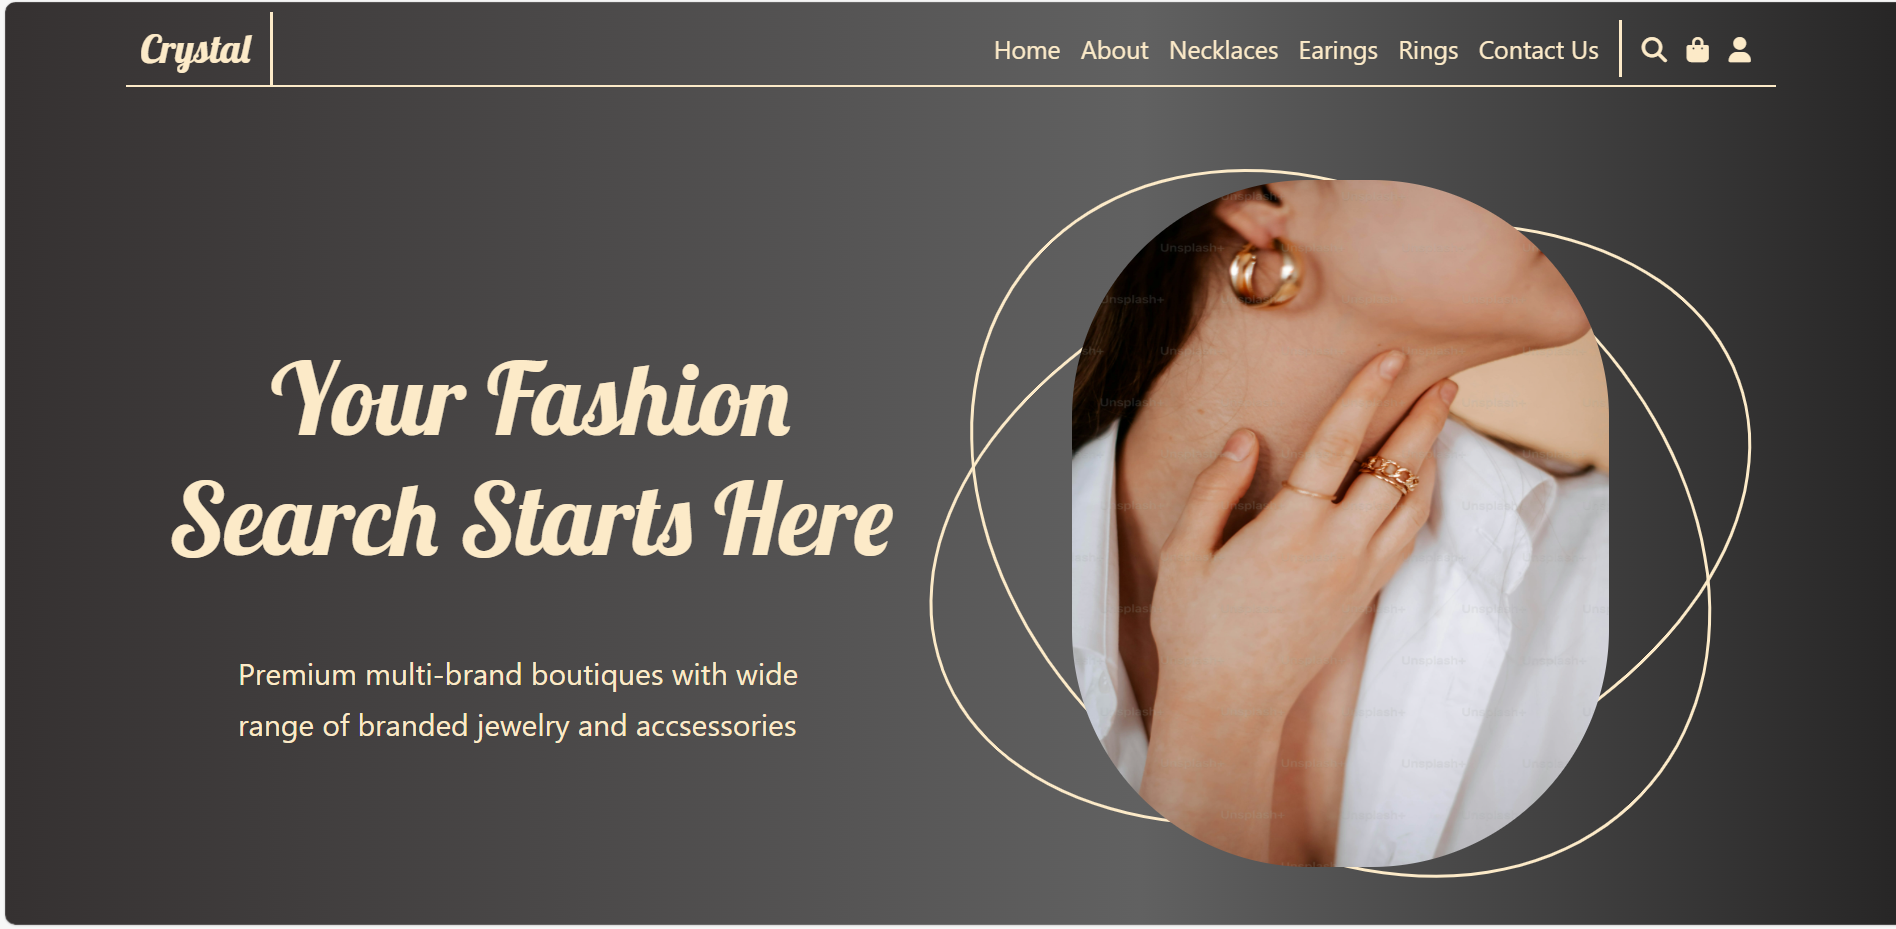 Crystal
Home About Necklaces Earings Rings Contact Us
Your Fashion
Search Starts Here
Premium multi-brand boutiques with wide
range of branded jewelry and accsessories
Unsplash+